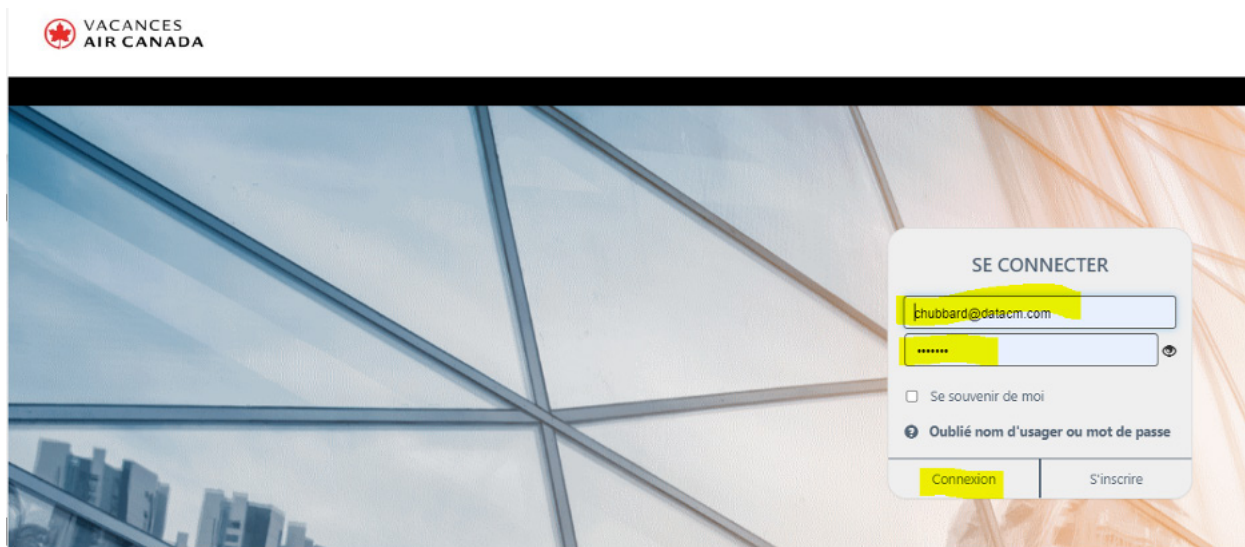 VACANCES
AIR CANADA
SE CONNECTER
chubbard@datacm.com
•••••••
Se souvenir de moi
Oublié nom d'usager ou mot de passe
Connexion
S'inscrire